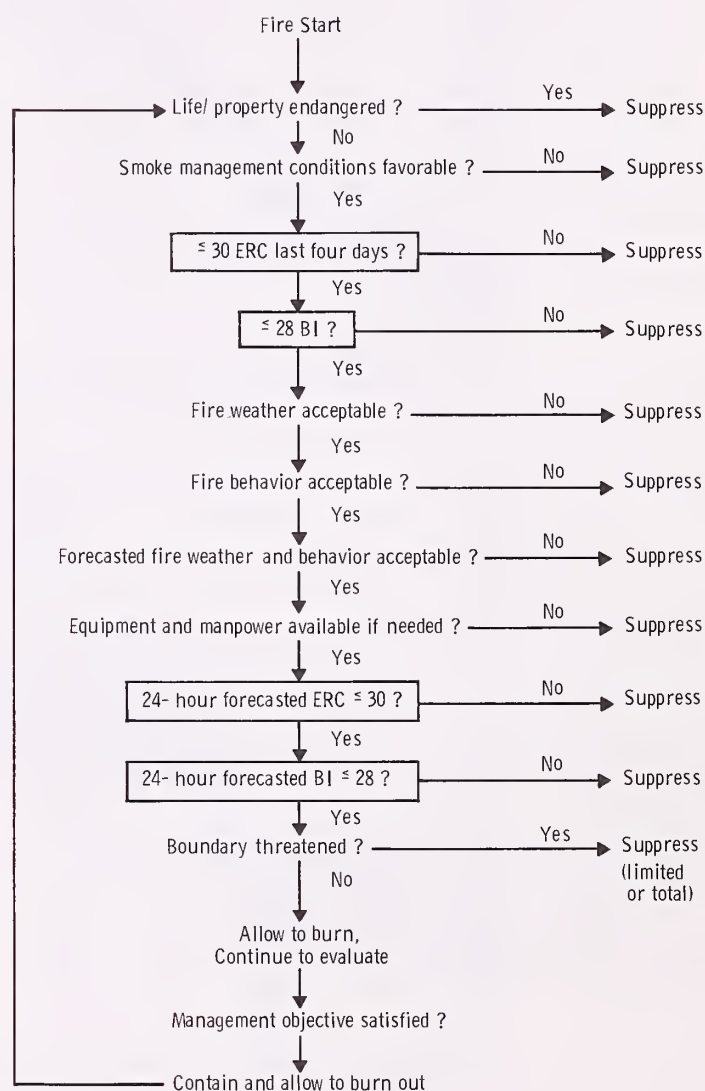 Fire Start
Life/ property endangered ?
Yes
Suppress
No
Smoke management conditions favorable ?
No
Suppress
Yes
≤ 30 ERC last four days ?
No
Suppress
Yes
≤ 28 BI ?
No
Suppress
Yes
Fire weather acceptable ?
No
Suppress
Yes
Fire behavior acceptable ?
No
Suppress
Yes
Forecasted fire weather and behavior acceptable ?
No
Suppress
Yes
Equipment and manpower available if needed ?
No
Suppress
Yes
24- hour forecasted ERC ≤ 30 ?
No
Suppress
Yes
24- hour forecasted BI ≤ 28 ?
No
Suppress
Yes
Boundary threatened ?
Yes
Suppress
(limited
or total)
No
Allow to burn,
Continue to evaluate
Management objective satisfied ?
Contain and allow to burn out